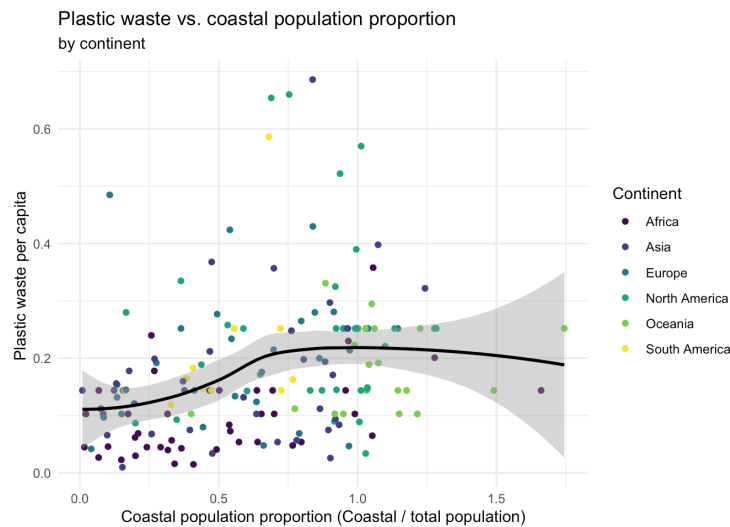 Plastic waste vs. coastal population proportion
by continent
Plastic waste per capita
0.6
0.4
0.2
0.0
0.0 0.5 1.0 1.5
Coastal population proportion (Coastal / total population)
Continent
Africa
Asia
Europe
North America
Oceania
South America